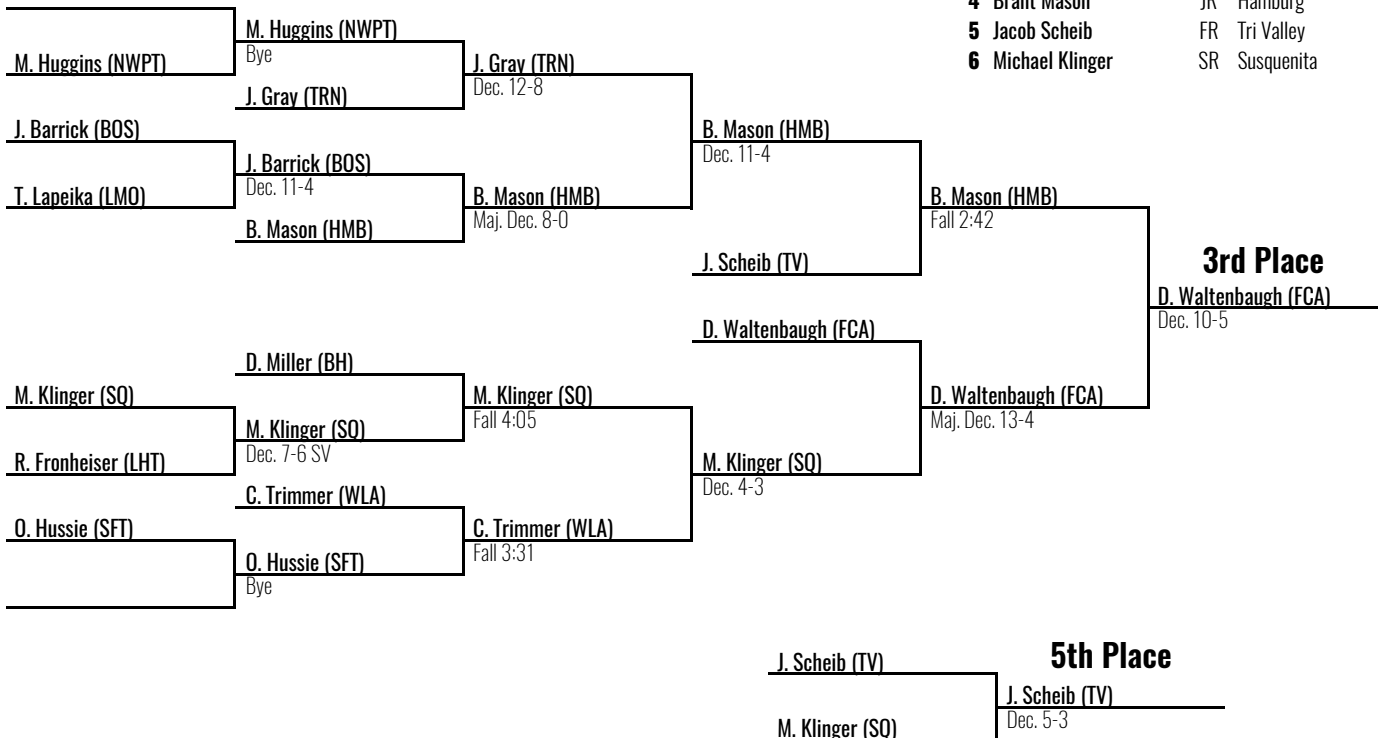 4 Brant Mason JR Hamburg
5 Jacob Scheib FR Tri Valley
6 Michael Klinger SR Susquenita
M. Huggins (NWPT)
Bye
M. Huggins (NWPT)
J. Gray (TRN)
Dec. 12-8
J. Gray (TRN)
J. Barrick (BOS)
B. Mason (HMB)
Dec. 11-4
J. Barrick (BOS)
Dec. 11-4
T. Lapeika (LMO)
B. Mason (HMB)
Maj. Dec. 8-0
B. Mason (HMB)
Fall 2:42
B. Mason (HMB)
J. Scheib (TV)
3rd Place
D. Waltenbaugh (FCA)
Dec. 10-5
D. Waltenbaugh (FCA)
D. Miller (BH)
M. Klinger (SQ)
M. Klinger (SQ)
Fall 4:05
D. Waltenbaugh (FCA)
Maj. Dec. 13-4
M. Klinger (SQ)
Dec. 7-6 SV
R. Fronheiser (LHT)
M. Klinger (SQ)
Dec. 4-3
C. Trimmer (WLA)
O. Hussie (SFT)
C. Trimmer (WLA)
Fall 3:31
O. Hussie (SFT)
Bye
5th Place
J. Scheib (TV)
J. Scheib (TV)
Dec. 5-3
M. Klinger (SQ)